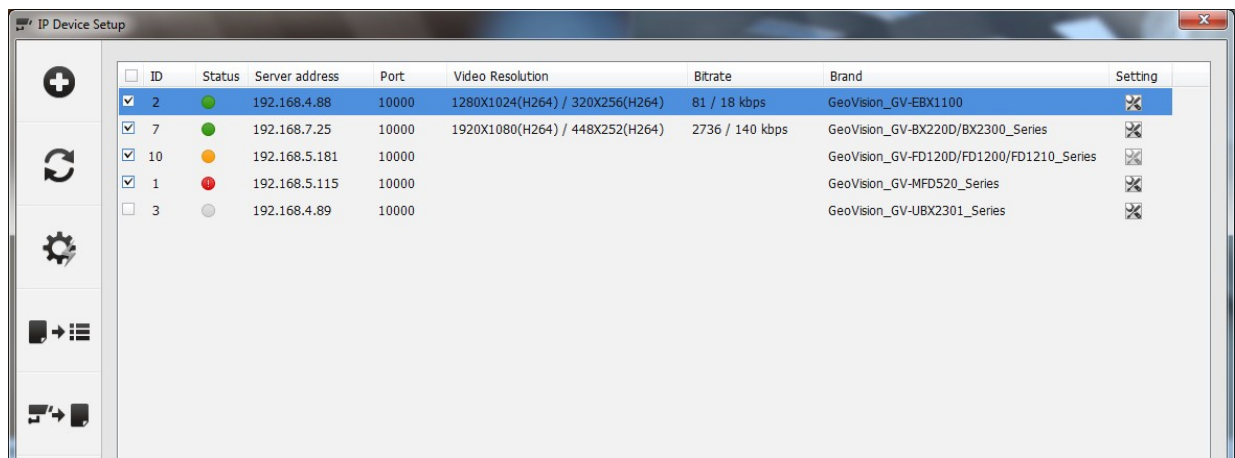 IP Device Setup
ID Status Server address Port Video Resolution Bitrate Brand Setting
2 192.168.4.88 10000 1280X1024(H264) / 320X256(H264) 81 / 18 kbps GeoVision_GV-EBX1100
7 192.168.7.25 10000 1920X1080(H264) / 448X252(H264) 2736 / 140 kbps GeoVision_GV-BX220D/BX2300_Series
10 192.168.5.181 10000 GeoVision_GV-FD120D/FD1200/FD1210_Series
1 192.168.5.115 10000 GeoVision_GV-MFD520_Series
3 192.168.4.89 10000 GeoVision_GV-UBX2301_Series